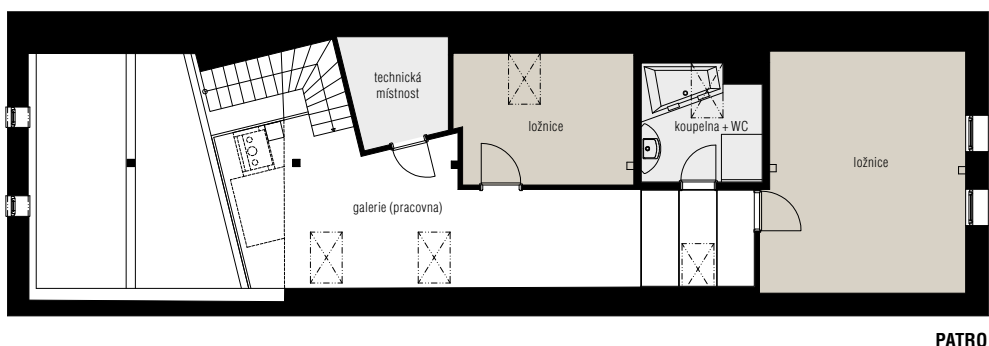 technická
místnost
ložnice
koupelna + WC
ložnice
galerie (pracovna)
PATRO